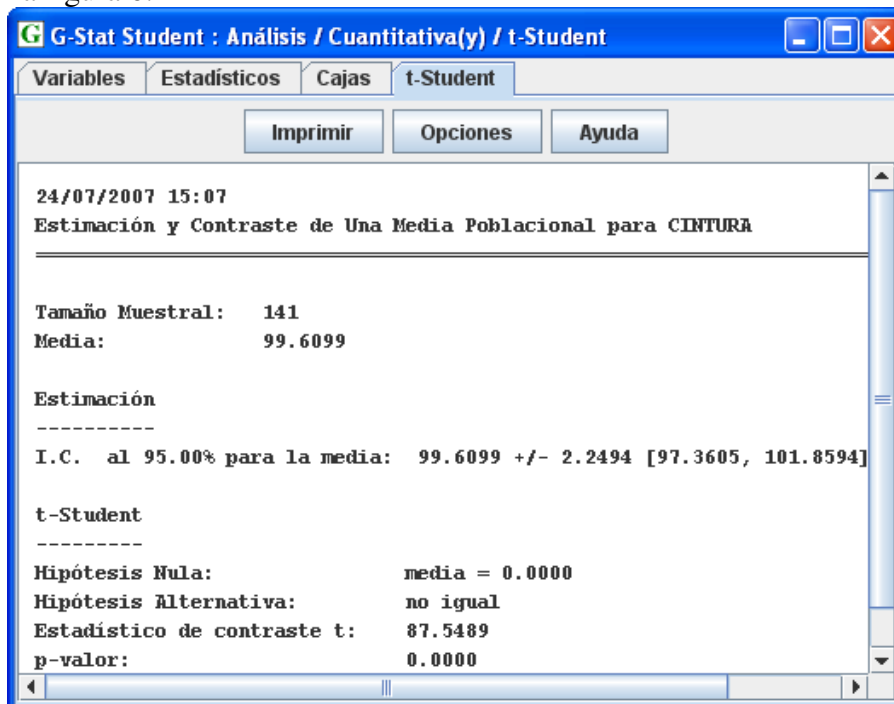 G G-Stat Student : Análisis / Cuantitativa(y) / t-Student
Variables Estadísticos Cajas t-Student
Imprimir Opciones Ayuda
24/07/2007 15:07
Estimación y Contraste de Una Media Poblacional para CINTURA
Tamaño Muestral: 141
Media: 99.6099
Estimación
----------
I.C. al 95.00% para la media: 99.6099 +/- 2.2494 [97.3605, 101.8594]
t-Student
---------
Hipótesis Nula: media = 0.0000
Hipótesis Alternativa: no igual
Estadístico de contraste t: 87.5489
p-valor: 0.0000